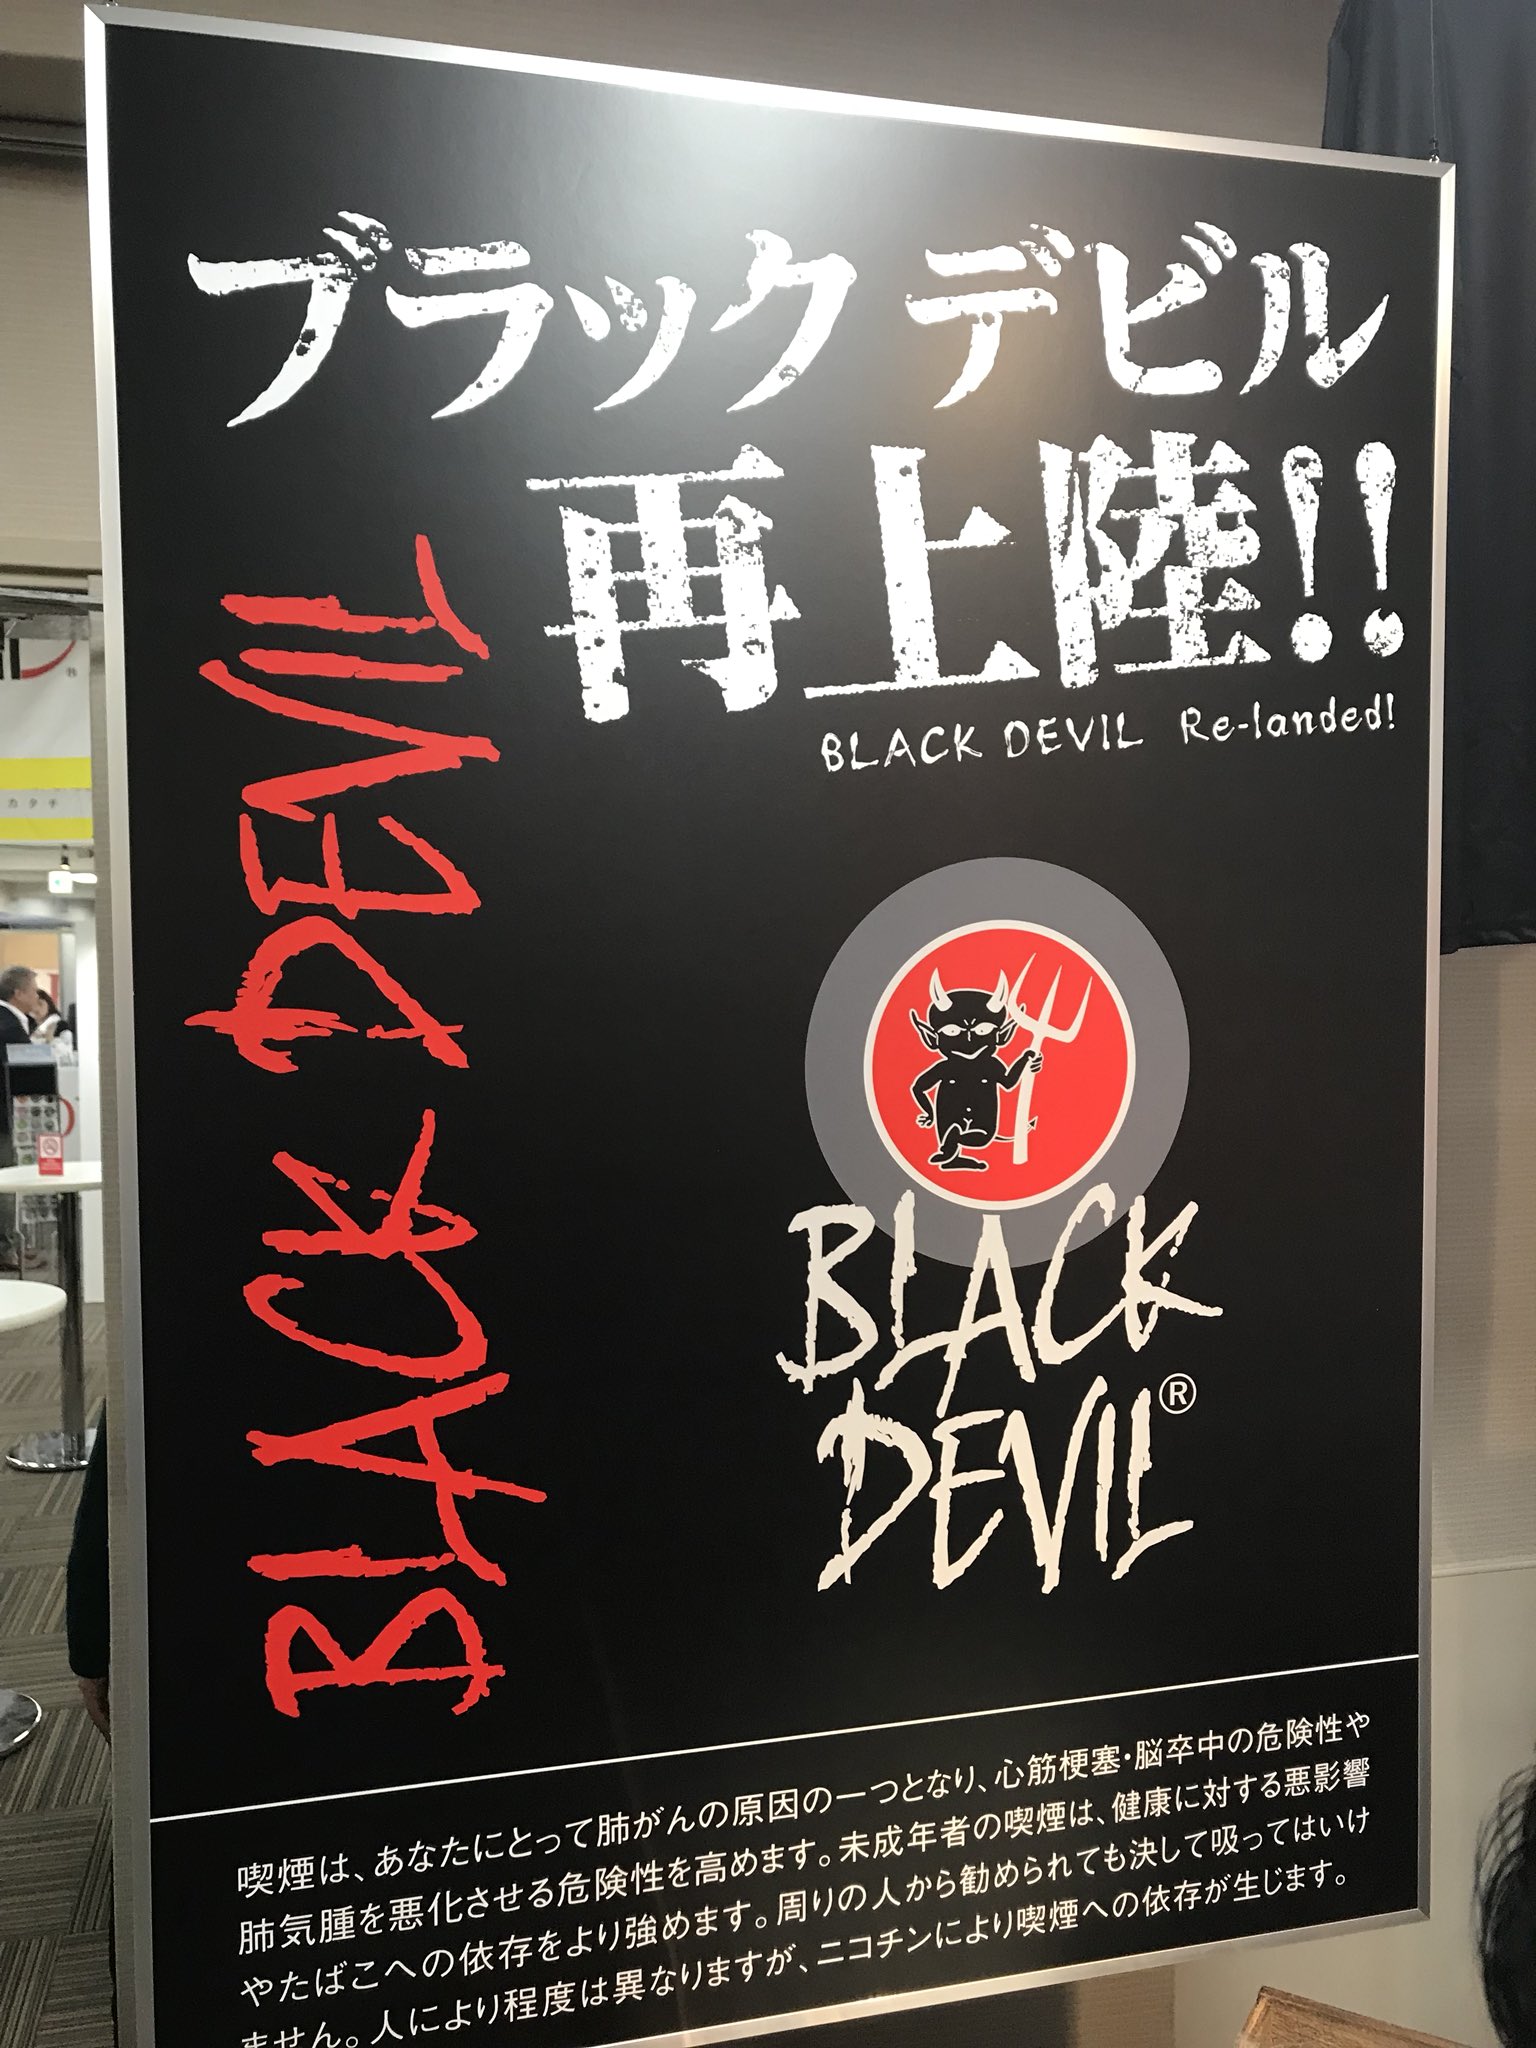 ブラック デビル
再上陸!!
BLACK DEVIL Re-landed!
BLACK DEVIL
BLACK
DEVIL®
喫煙は、あなたにとって肺がんの原因の一つとなり、心筋梗塞・脳卒中の危険性や
肺気腫を悪化させる危険性を高めます。未成年者の喫煙は、健康に対する悪影響
やたばこへの依存をより強めます。周りの人から勧められても決して吸ってはいけ
ません。人により程度は異なりますが、ニコチンにより喫煙への依存が生じます。
カタチ